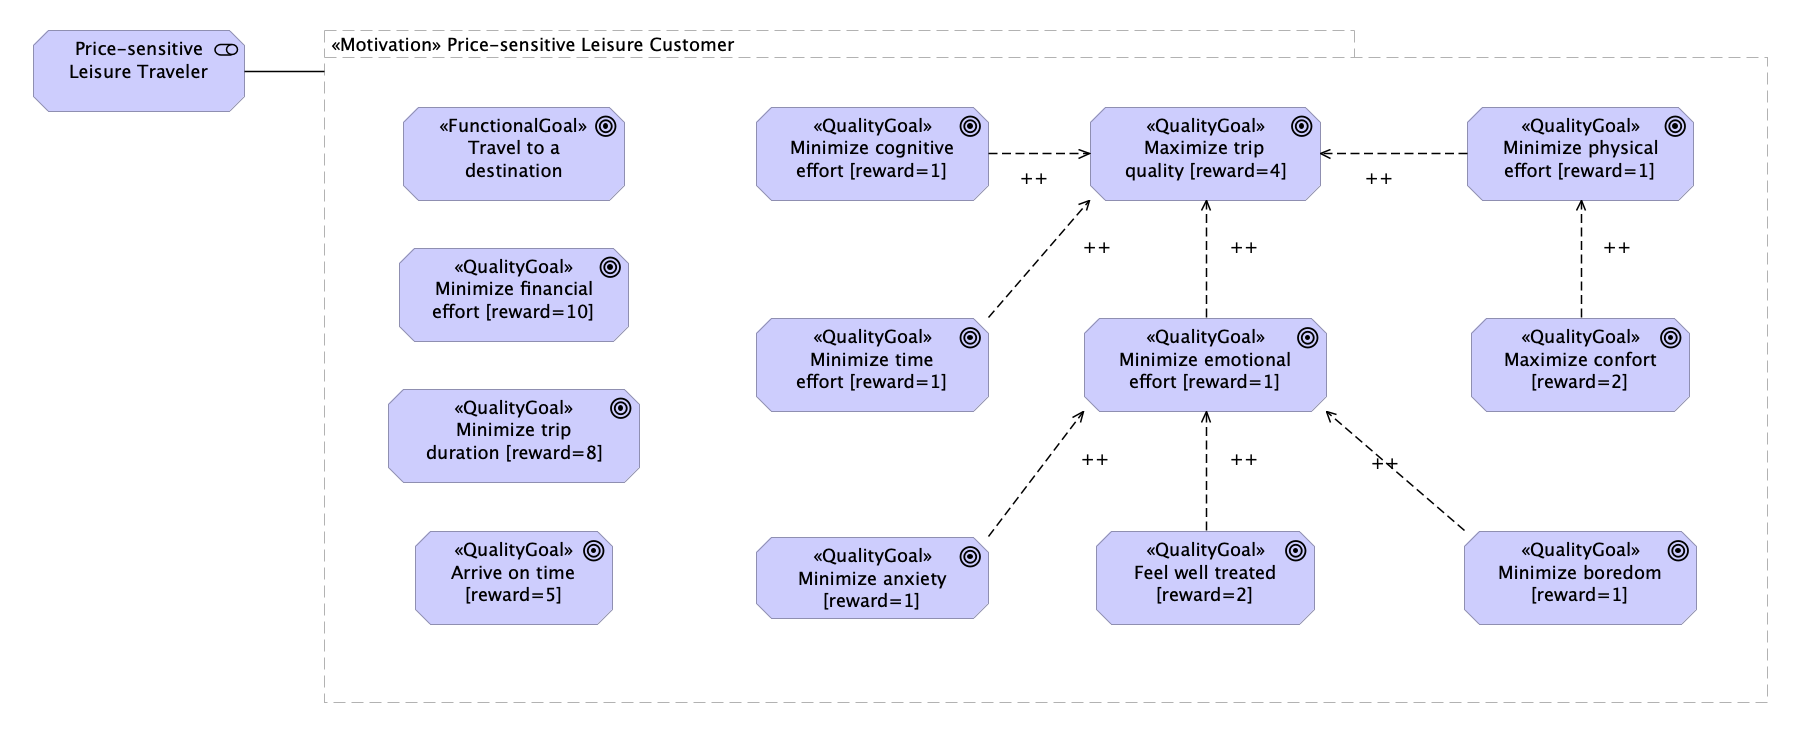 Price-sensitive
Leisure Traveler
«Motivation» Price-sensitive Leisure Customer
«FunctionalGoal»
Travel to a
destination
«QualityGoal»
Minimize cognitive
effort [reward=1]
++
«QualityGoal»
Maximize trip
quality [reward=4]
++
«QualityGoal»
Minimize physical
effort [reward=1]
++
++
++
«QualityGoal»
Minimize financial
effort [reward=10]
«QualityGoal»
Minimize time
effort [reward=1]
«QualityGoal»
Minimize emotional
effort [reward=1]
«QualityGoal»
Maximize confort
[reward=2]
«QualityGoal»
Minimize trip
duration [reward=8]
++
++
++
«QualityGoal»
Arrive on time
[reward=5]
«QualityGoal»
Minimize anxiety
[reward=1]
«QualityGoal»
Feel well treated
[reward=2]
«QualityGoal»
Minimize boredom
[reward=1]